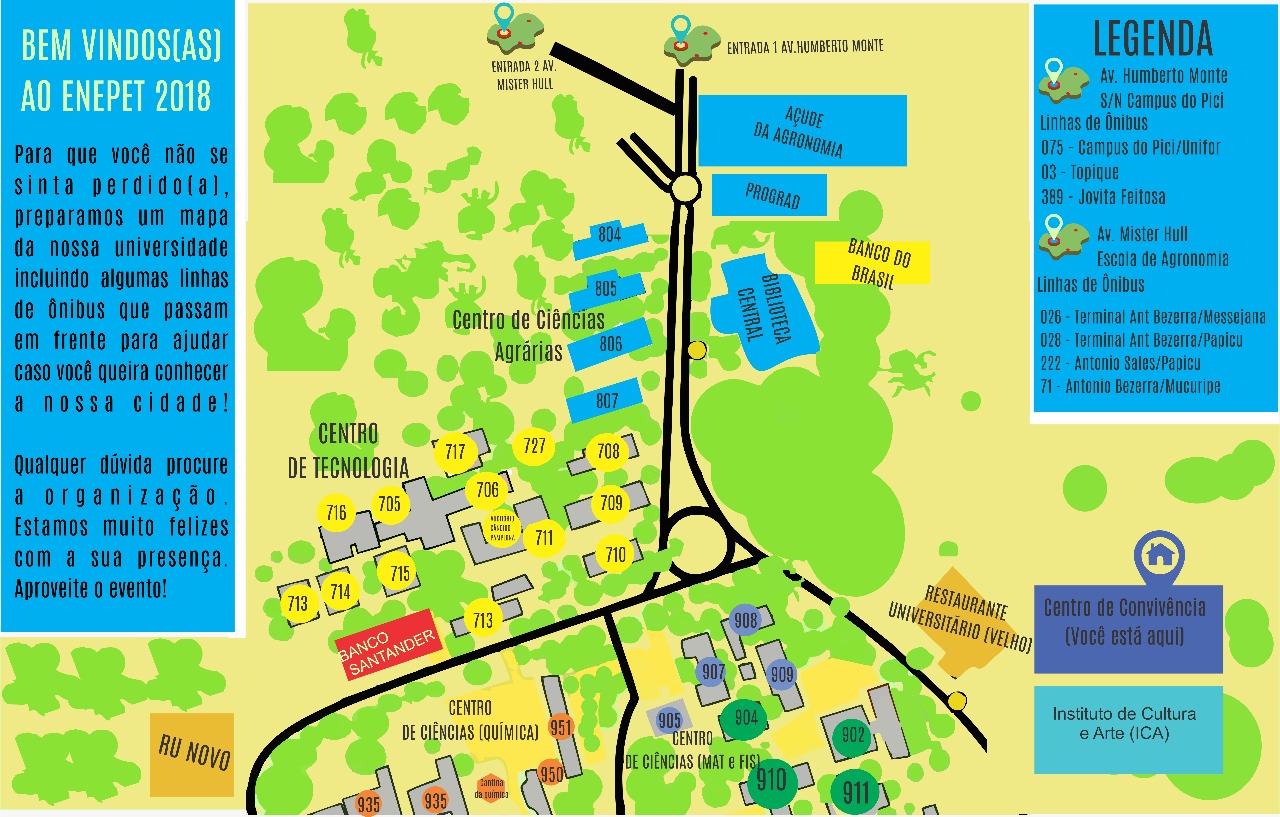 BEM VINDOS(AS)
AO ENEPET 2018
Para que você não se
sinta perdido(a),
preparamos um mapa
da nossa universidade
incluindo algumas linhas
de ônibus que passam
em frente para ajudar
caso você queira conhecer
a nossa cidade!
Qualquer dúvida procure
a organização.
Estamos muito felizes
com a sua presença.
Aproveite o evento!
ENTRADA 2 AV.
MISTER HULL
ENTRADA 1 AV.HUMBERTO MONTE
AÇUDE
DA AGRONOMIA
PROGRAD
BANCO DO
BRASIL
BIBLIOTECA
CENTRAL
804
805
Centro de Ciências
Agrárias
806
807
CENTRO
DE TECNOLOGIA
717
727
708
706
705
716
709
AUDITÓRIO
CÂNDIDO
PAMPLONA
711
710
715
714
713
713
BANCO
SANTANDER
RU NOVO
CENTRO
DE CIÊNCIAS (QUÍMICA)
951
950
935
935
cantina
da química
908
907
909
905
904
902
CENTRO
DE CIÊNCIAS (MAT e FIS)
910
911
RESTAURANTE
UNIVERSITÁRIO (VELHO)
LEGENDA
Av. Humberto Monte
S/N Campus do Pici
Linhas de Ônibus
075 - Campus do Pici/Unifor
03 - Topique
389 - Jovita Feitosa
Av. Mister Hull
Escola de Agronomia
Linhas de Ônibus
026 - Terminal Ant Bezerra/Messejana
028 - Terminal Ant Bezerra/Papicu
222 - Antonio Sales/Papicu
71 - Antonio Bezerra/Mucuripe
Centro de Convivência
(Você está aqui)
Instituto de Cultura
e Arte (ICA)